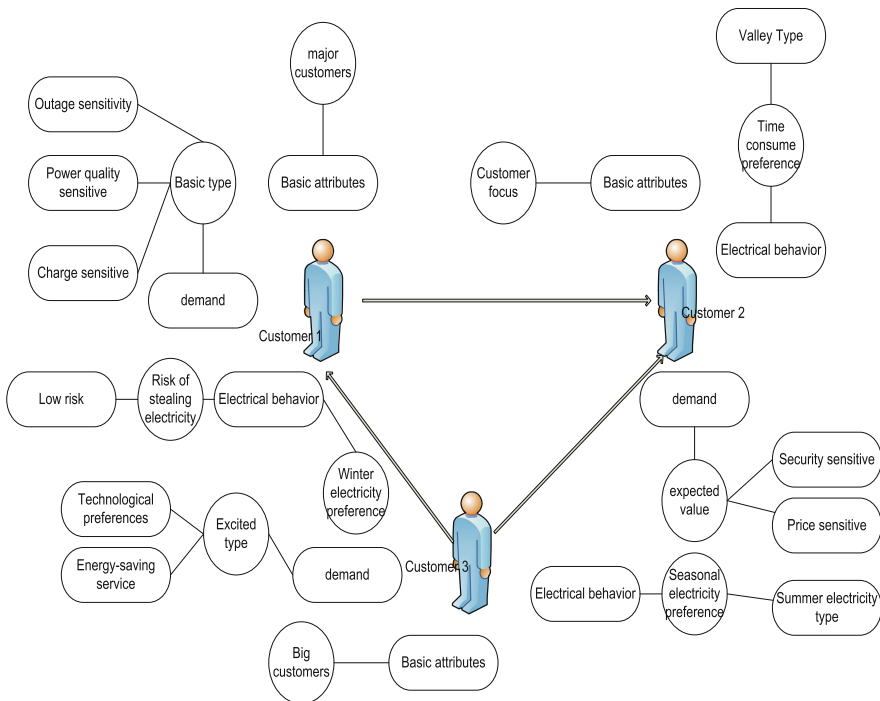 major
customers
Valley Type
Outage sensitivity
Time
consume
preference
Power quality
sensitive
Basic type
Basic attributes
Customer
focus
Basic attributes
Electrical behavior
Charge sensitive
demand
Customer 1
Customer 2
Low risk
Risk of
stealing
electricity
Electrical behavior
demand
Winter
electricity
preference
expected
value
Security sensitive
Price sensitive
Technological
preferences
Excited
type
Energy-saving
service
demand
Customer 3
Electrical behavior
Seasonal
electricity
preference
Summer electricity
type
Big
customers
Basic attributes